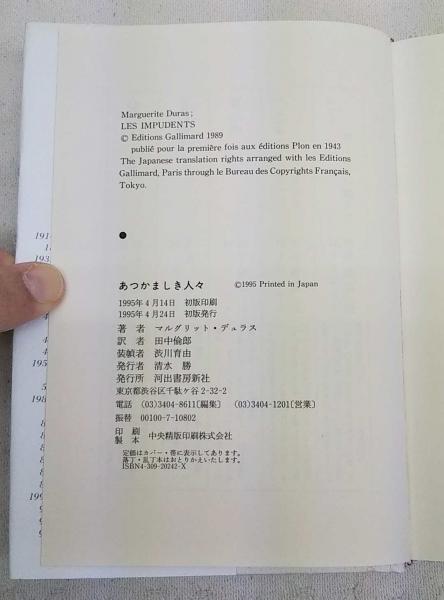 Marguerite Duras;
LES IMPUDENTS
© Editions Gallimard 1989
publié pour la première fois aux éditions Plon en 1943
The Japanese translation rights arranged with les Editions
Gallimard, Paris through le Bureau des Copyrights Français,
Tokyo.
●
あつかましき人々 ©1995 Printed in Japan
1995年4月14日 初版印刷
1995年4月24日 初版発行
著者 マルグリット・デュラス
訳者 田中倫郎
装幀者 渋川育由
発行者 清水 勝
発行所 河出書房新社
東京都渋谷区千駄ヶ谷2-32-2
電話 (03)3404-8611[編集] (03)3404-1201[営業]
振替 00100-7-10802
印刷
製本 中央精版印刷株式会社
定価はカバー・帯に表示してあります。
落丁・乱丁本はおとりかえいたします。
ISBN4-309-20242-X